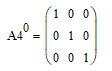 A4⁰ = (1 0 0
0 1 0
0 0 1)